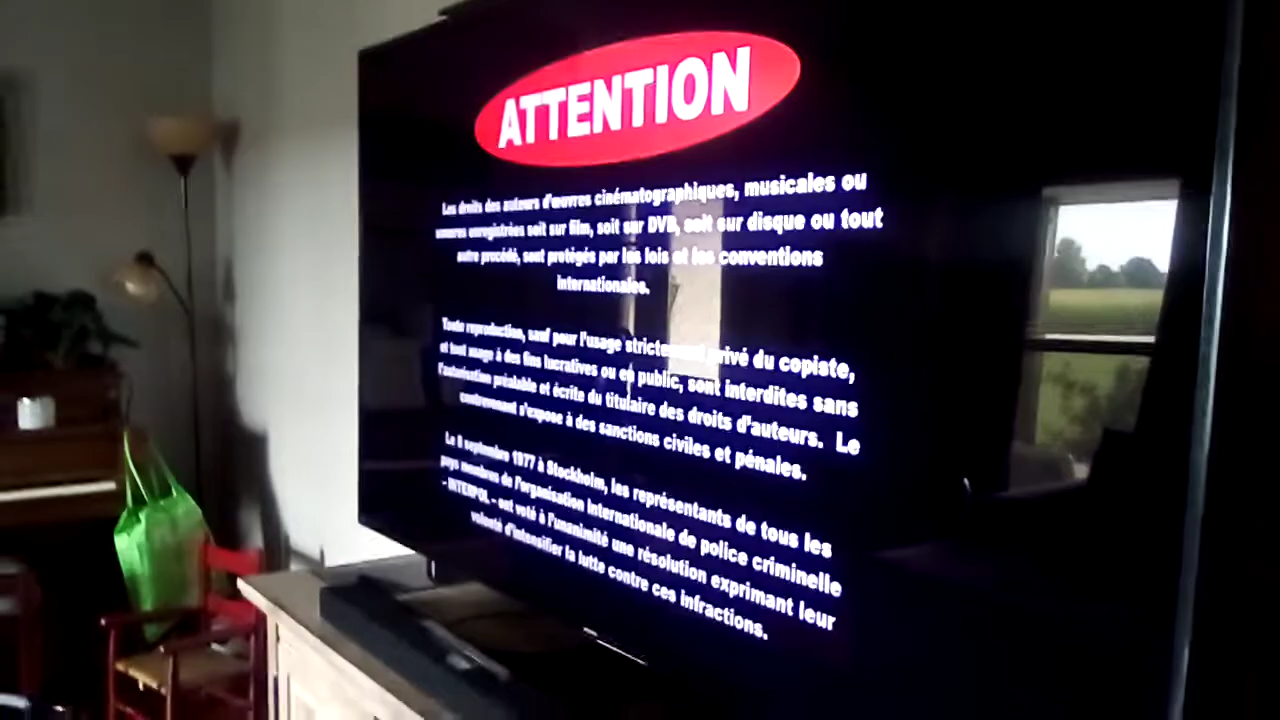 ATTENTION
Les droits des auteurs d'œuvres cinématographiques, musicales ou
sonores enregistrées soit sur film, soit sur DVB, soit sur disque ou tout
autre procédé, sont protégés par les lois et les conventions
internationales.
Toute reproduction, sauf pour l'usage strictement privé du copiste,
et tout usage à des fins lucratives ou en public, sont interdites sans
l'autorisation préalable et écrite du titulaire des droits d'auteurs. Le
contrevenant s'expose à des sanctions civiles et pénales.
Le 8 septembre 1977 à Stockholm, les représentants de tous les
pays membres de l'organisation internationale de police criminelle
- INTERPOL - ont voté à l'unanimité une résolution exprimant leur
volonté d'intensifier la lutte contre ces infractions.